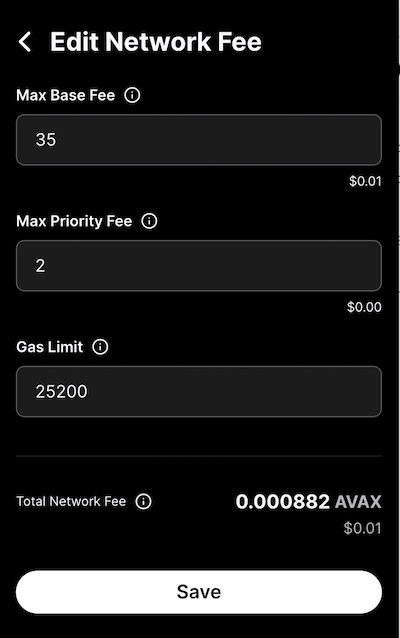 Edit Network Fee
Max Base Fee
35
$0.01
Max Priority Fee
2
$0.00
Gas Limit
25200
Total Network Fee 0.000882 AVAX
$0.01
Save